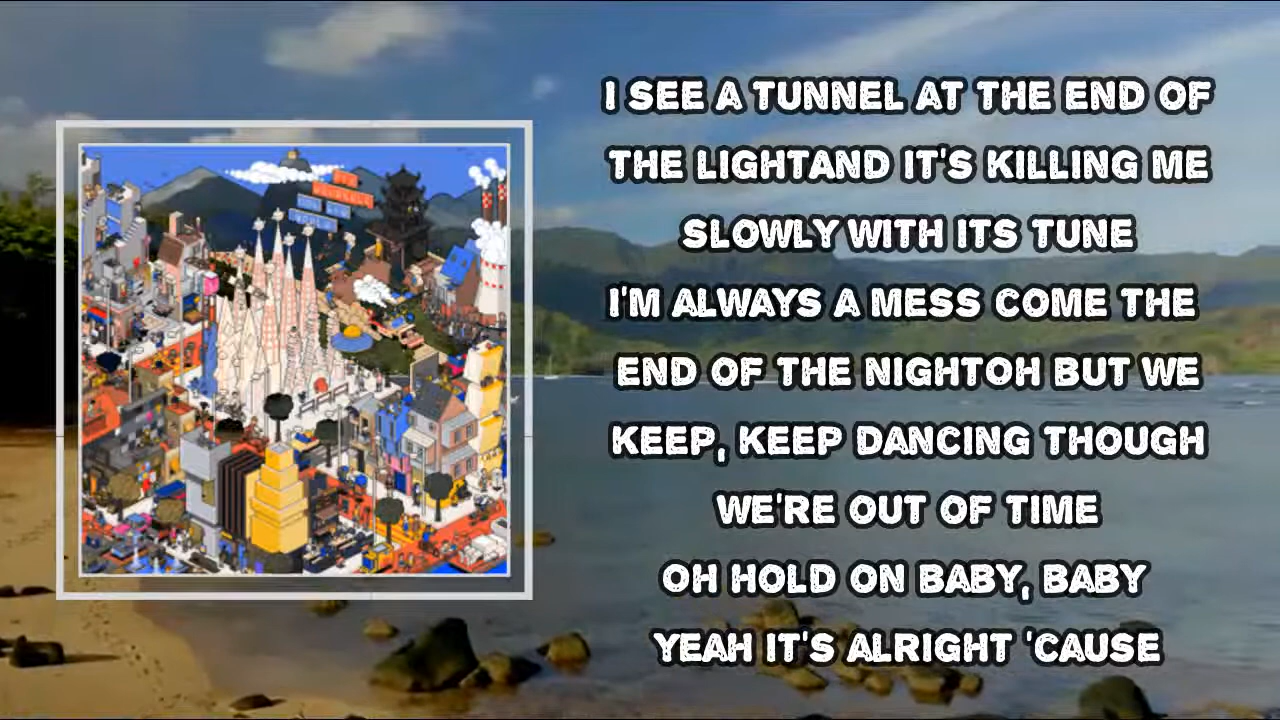 I SEE A TUNNEL AT THE END OF
THE LIGHTAND IT'S KILLING ME
SLOWLY WITH ITS TUNE
I'M ALWAYS A MESS COME THE
END OF THE NIGHTOH BUT WE
KEEP, KEEP DANCING THOUGH
WE'RE OUT OF TIME
OH HOLD ON BABY, BABY
YEAH IT'S ALRIGHT 'CAUSE